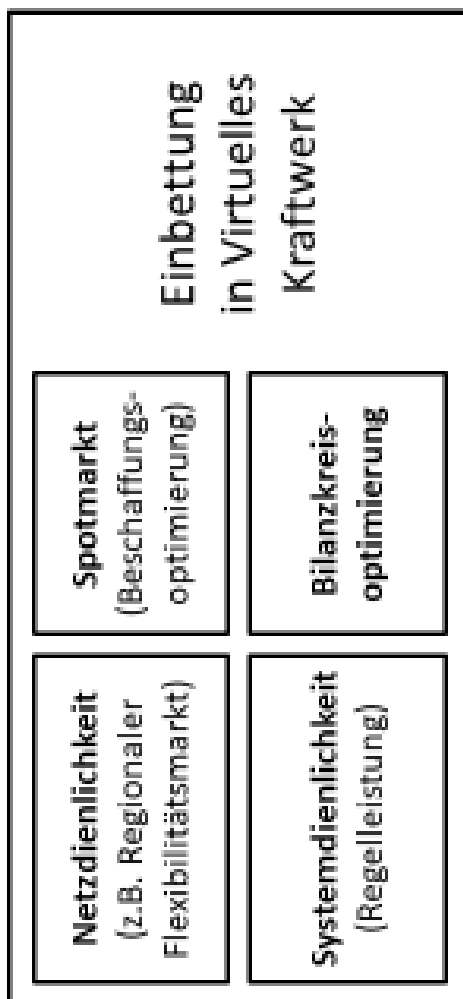 Netzdienlichkeit
(z.B. Regionaler
Flexibilitätsmarkt)
Spotmarkt
(Beschaffungs-
optimierung)
Systemdienlichkeit
(Regelleistung)
Bilanzkreis-
optimierung
Einbettung
in Virtuelles
Kraftwerk